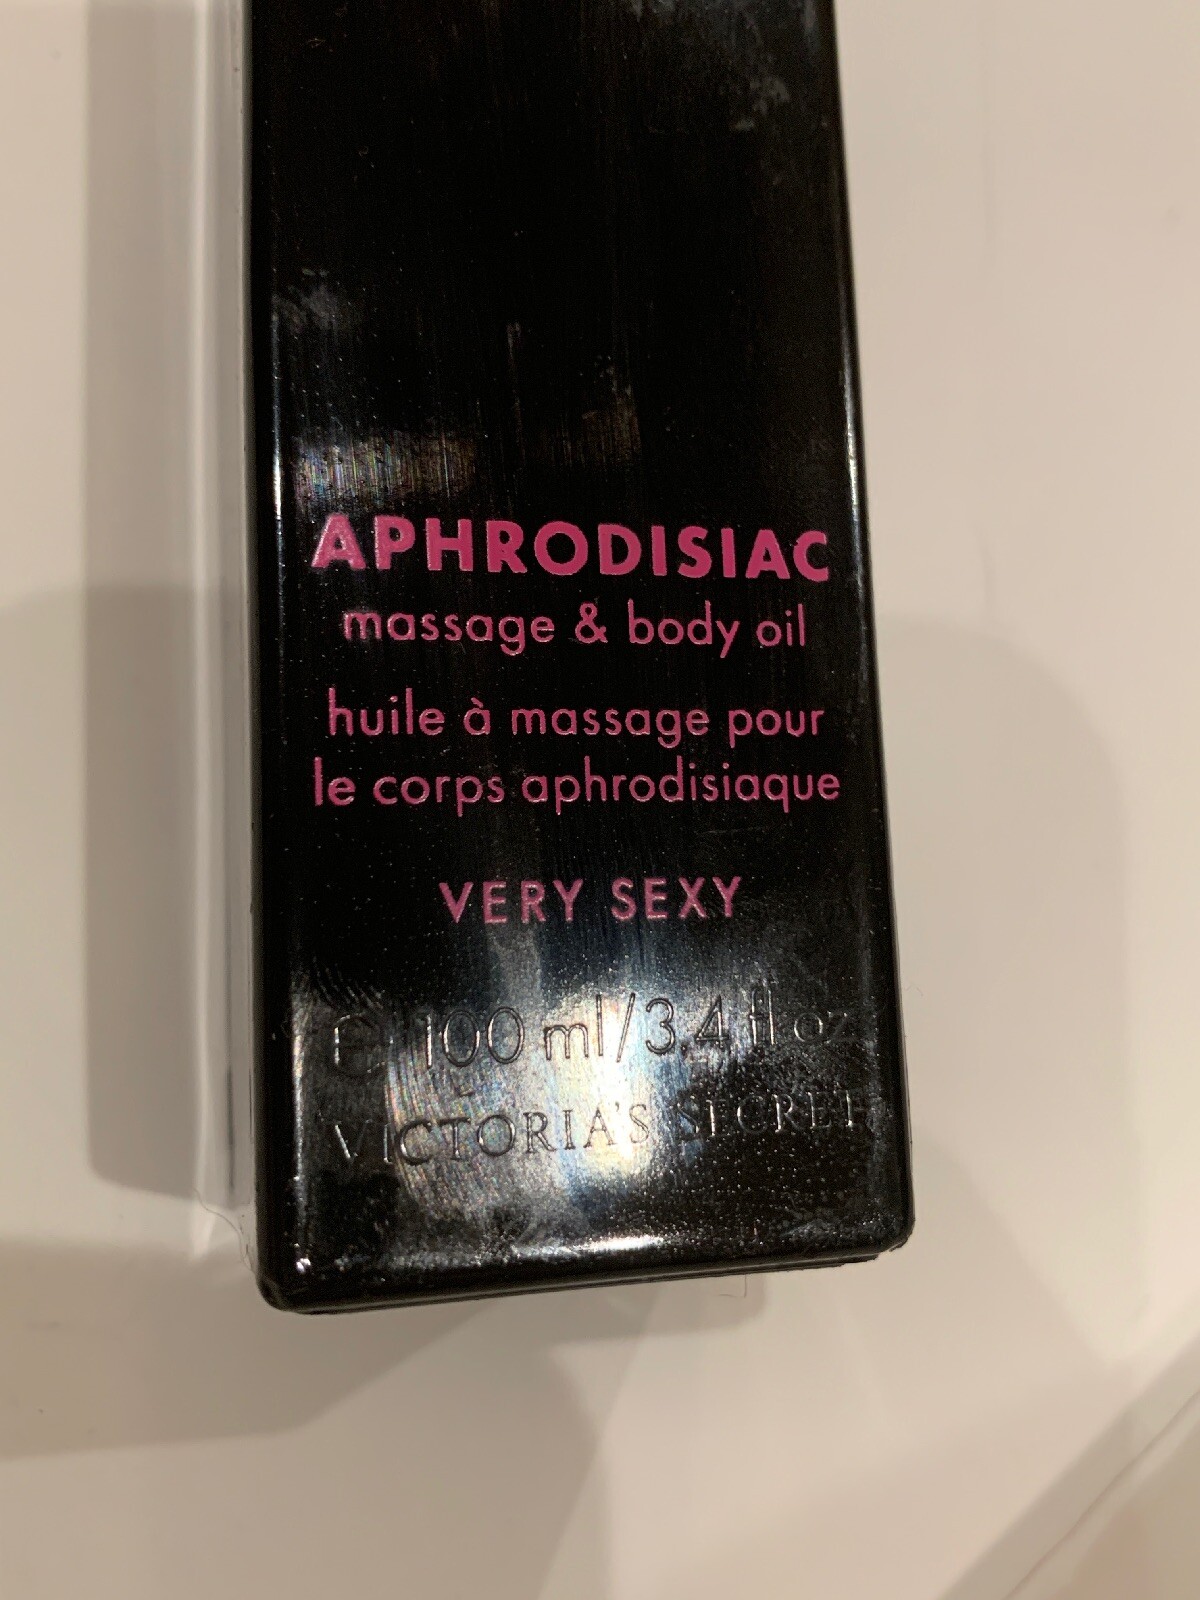 APHRODISIAC
massage & body oil
huile à massage pour
le corps aphrodisiaque
VERY SEXY
℮ 100 ml/3.4 fl oz
VICTORIA'S SECRET